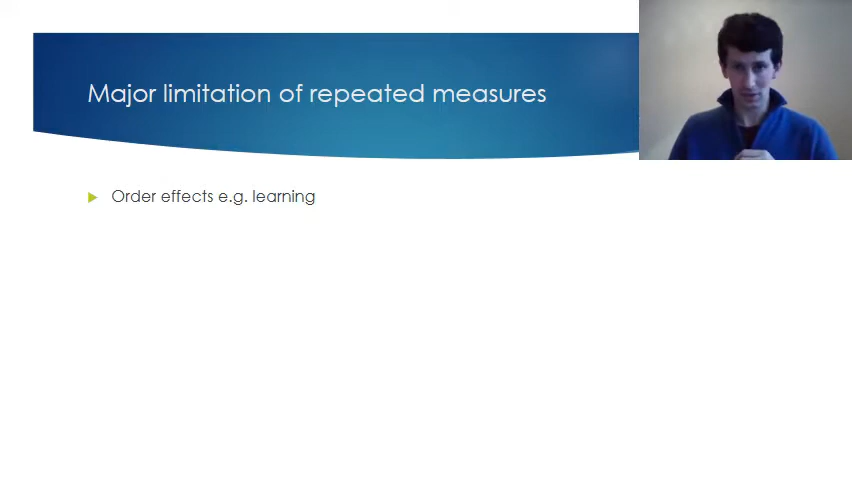 Major limitation of repeated measures
Order effects e.g. learning